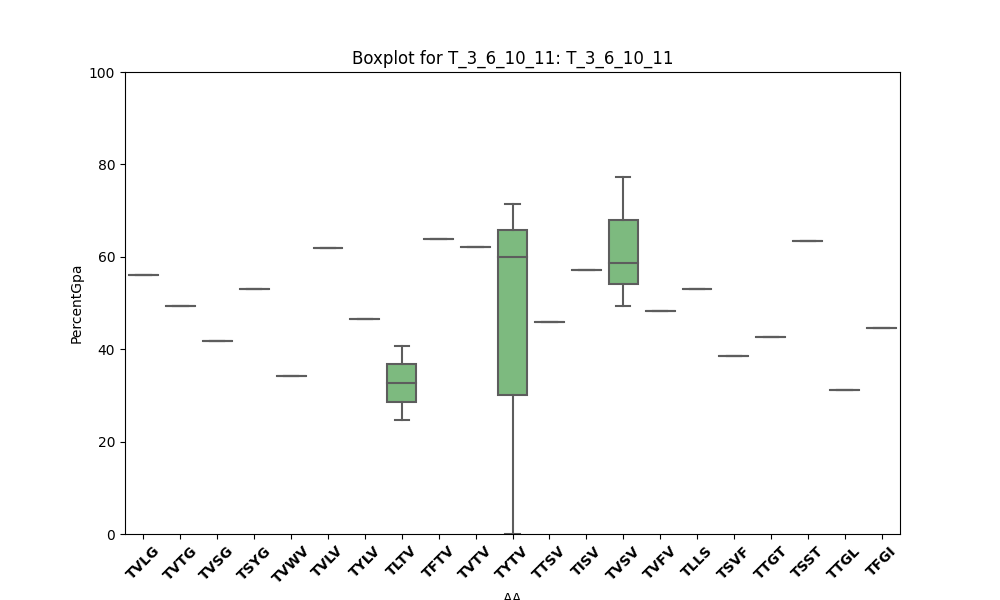 Boxplot for T_3_6_10_11: T_3_6_10_11
100
80
60
40
20
0
PercentGpa
TVLG
TVTG
TVSG
TSYG
TVWV
TVLV
TYLV
TLTV
TFTV
TVTV
TYTV
TTSV
TISV
TVSV
TVFV
TLLS
TSVF
TTGT
TSST
TTGL
TFGI
AA